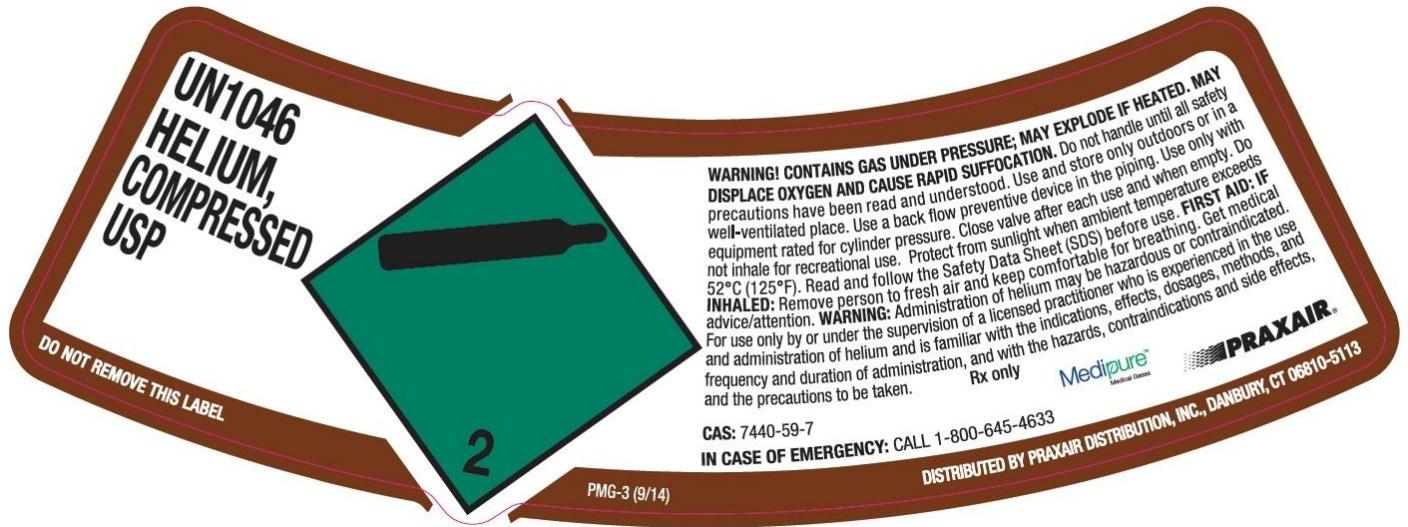 UN1046
HELIUM,
COMPRESSED
USP
DO NOT REMOVE THIS LABEL
2
WARNING! CONTAINS GAS UNDER PRESSURE; MAY EXPLODE IF HEATED. MAY
DISPLACE OXYGEN AND CAUSE RAPID SUFFOCATION. Do not handle until all safety
precautions have been read and understood. Use and store only outdoors or in a
well-ventilated place. Use a back flow preventive device in the piping. Use only with
equipment rated for cylinder pressure. Close valve after each use and when empty. Do
not inhale for recreational use. Protect from sunlight when ambient temperature exceeds
52°C (125°F). Read and follow the Safety Data Sheet (SDS) before use. FIRST AID: IF
INHALED: Remove person to fresh air and keep comfortable for breathing. Get medical
advice/attention. WARNING: Administration of helium may be hazardous or contraindicated.
For use only by or under the supervision of a licensed practitioner who is experienced in the use
and administration of helium and is familiar with the indications, effects, dosages, methods, and
frequency and duration of administration, and with the hazards, contraindications and side effects,
and the precautions to be taken.
Rx only
Medipure™
Medical Gases
PRAXAIR®
CAS: 7440-59-7
IN CASE OF EMERGENCY: CALL 1-800-645-4633
PMG-3 (9/14)
DISTRIBUTED BY PRAXAIR DISTRIBUTION, INC., DANBURY, CT 06810-5113